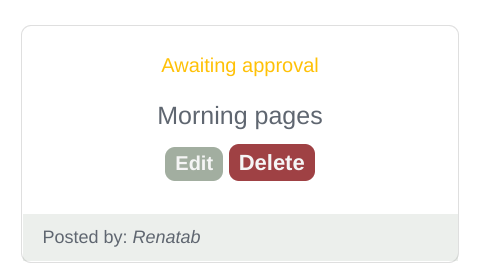 Awaiting approval
Morning pages
Edit Delete
Posted by: Renatab